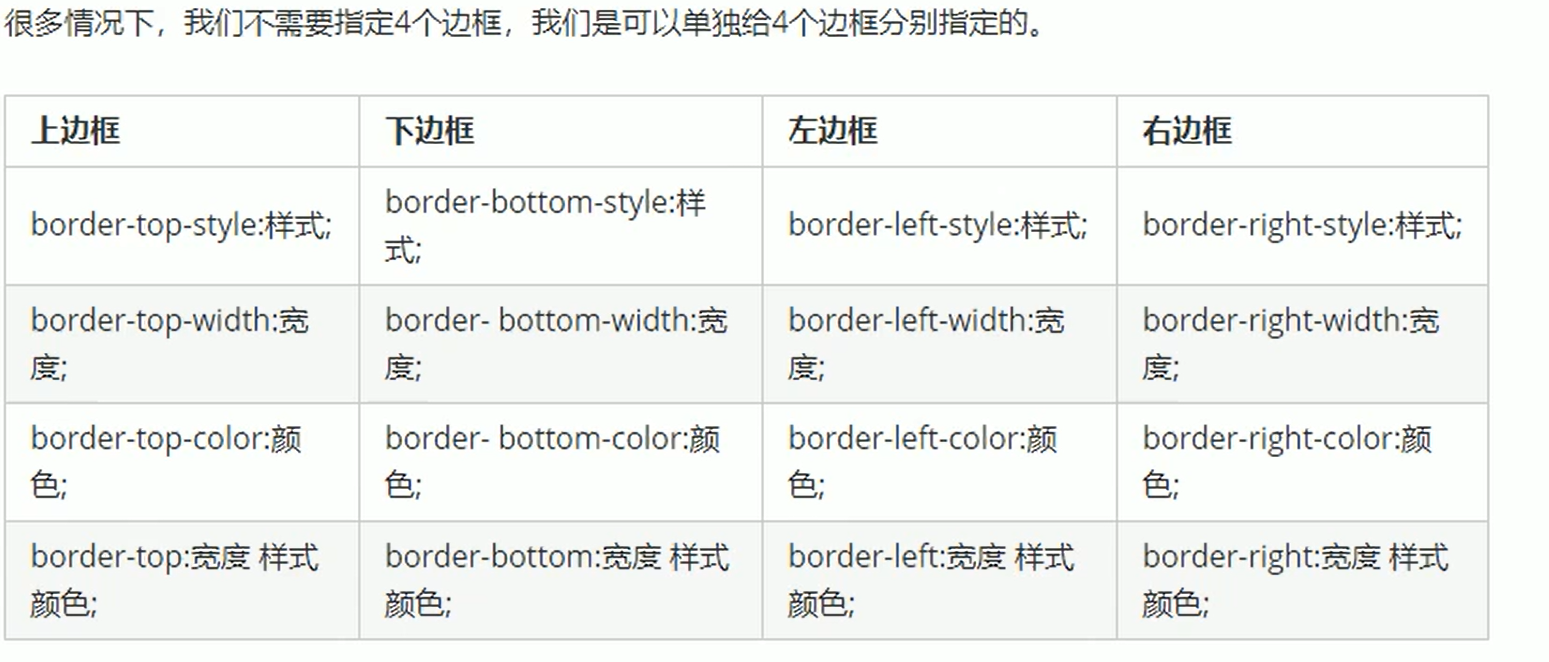 很多情况下，我们不需要指定4个边框，我们是可以单独给4个边框分别指定的。
上边框 下边框 左边框 右边框
border-top-style:样式; border-bottom-style:样式; border-left-style:样式; border-right-style:样式;
border-top-width:宽度; border- bottom-width:宽度; border-left-width:宽度; border-right-width:宽度;
border-top-color:颜色; border- bottom-color:颜色; border-left-color:颜色; border-right-color:颜色;
border-top:宽度 样式 颜色; border-bottom:宽度 样式 颜色; border-left:宽度 样式 颜色; border-right:宽度 样式 颜色;